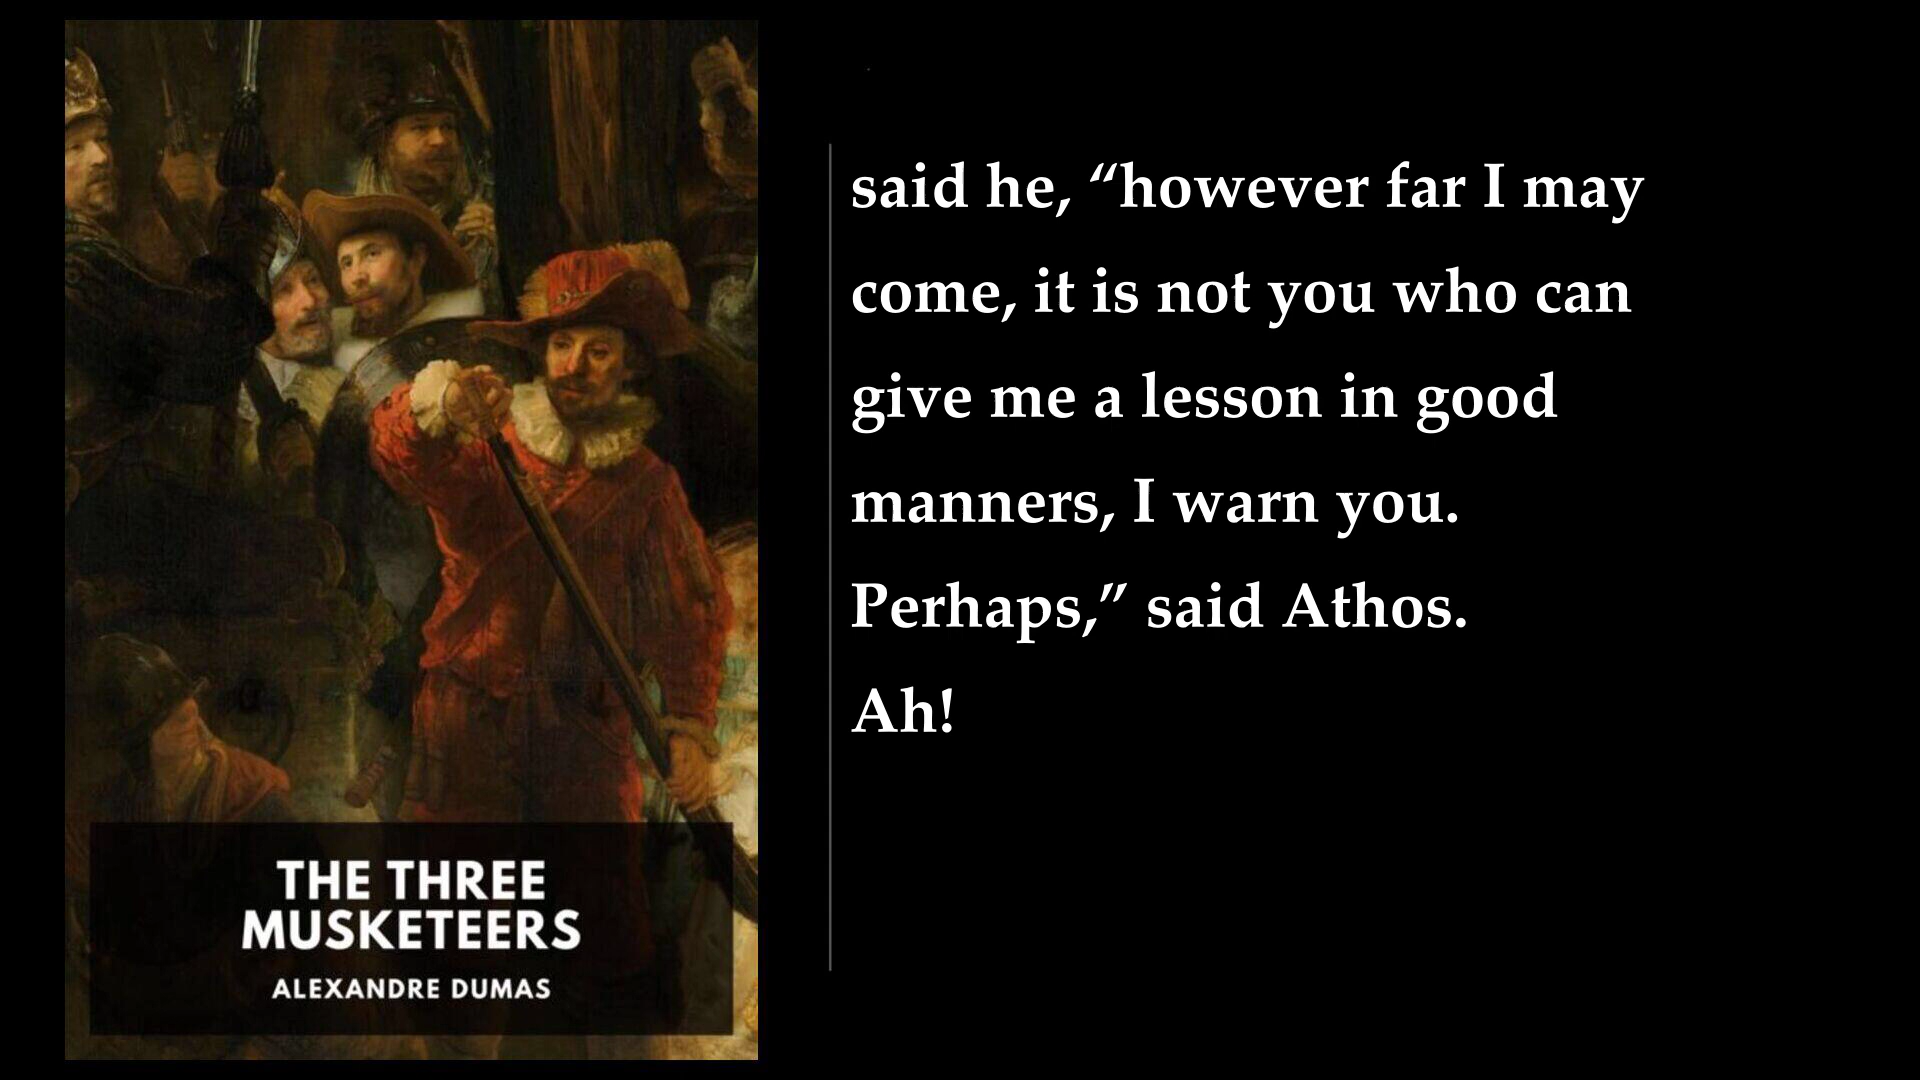 THE THREE
MUSKETEERS
ALEXANDRE DUMAS
said he, “however far I may
come, it is not you who can
give me a lesson in good
manners, I warn you.
Perhaps,” said Athos.
Ah!